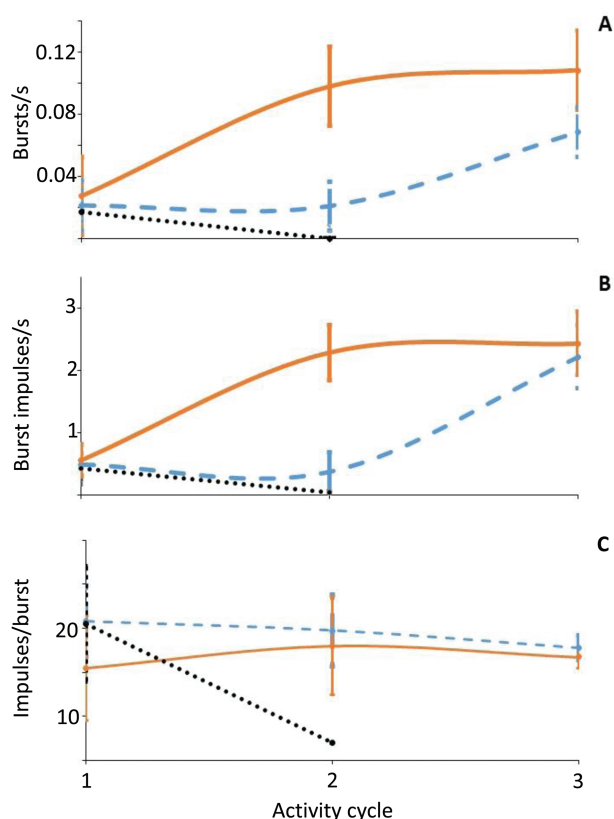 A
Bursts/s
0.12
0.08
0.04
B
Burst impulses/s
3
2
1
C
Impulses/burst
20
10
1 2 3
Activity cycle